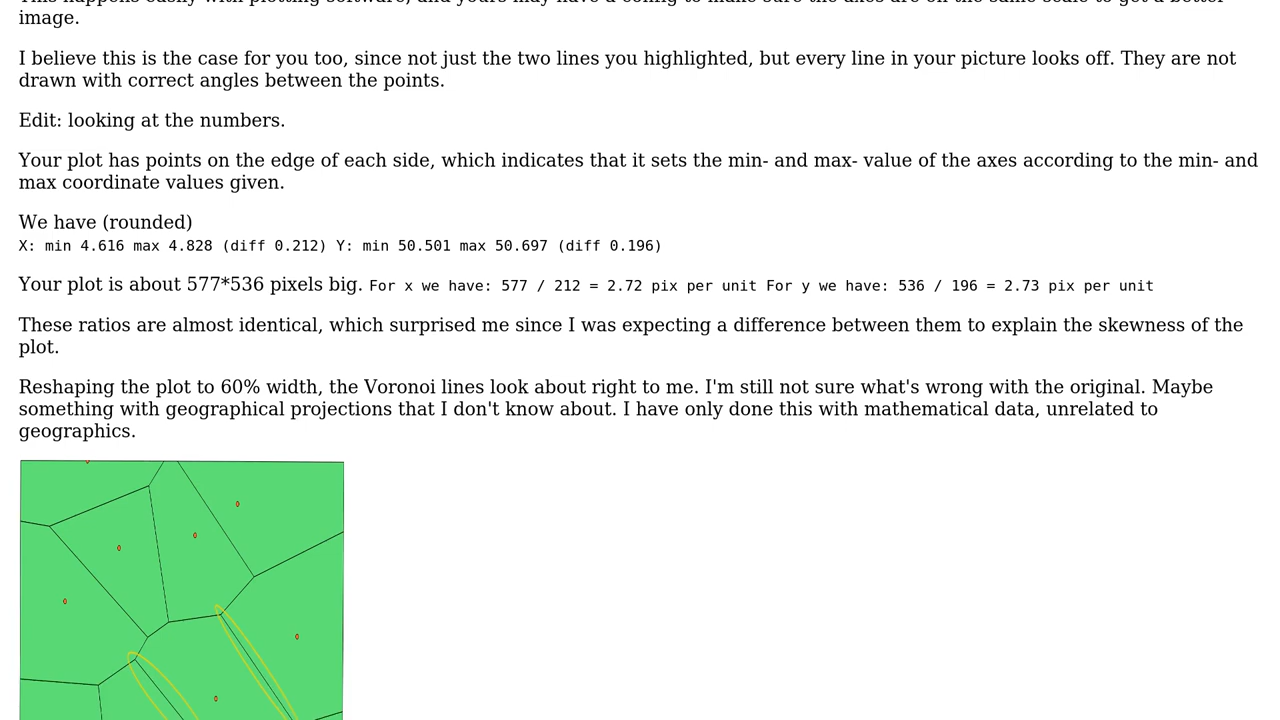 image.
I believe this is the case for you too, since not just the two lines you highlighted, but every line in your picture looks off. They are not
drawn with correct angles between the points.
Edit: looking at the numbers.
Your plot has points on the edge of each side, which indicates that it sets the min- and max- value of the axes according to the min- and
max coordinate values given.
We have (rounded)
X: min 4.616 max 4.828 (diff 0.212) Y: min 50.501 max 50.697 (diff 0.196)
Your plot is about 577*536 pixels big. For x we have: 577 / 212 = 2.72 pix per unit For y we have: 536 / 196 = 2.73 pix per unit
These ratios are almost identical, which surprised me since I was expecting a difference between them to explain the skewness of the
plot.
Reshaping the plot to 60% width, the Voronoi lines look about right to me. I'm still not sure what's wrong with the original. Maybe
something with geographical projections that I don't know about. I have only done this with mathematical data, unrelated to
geographics.